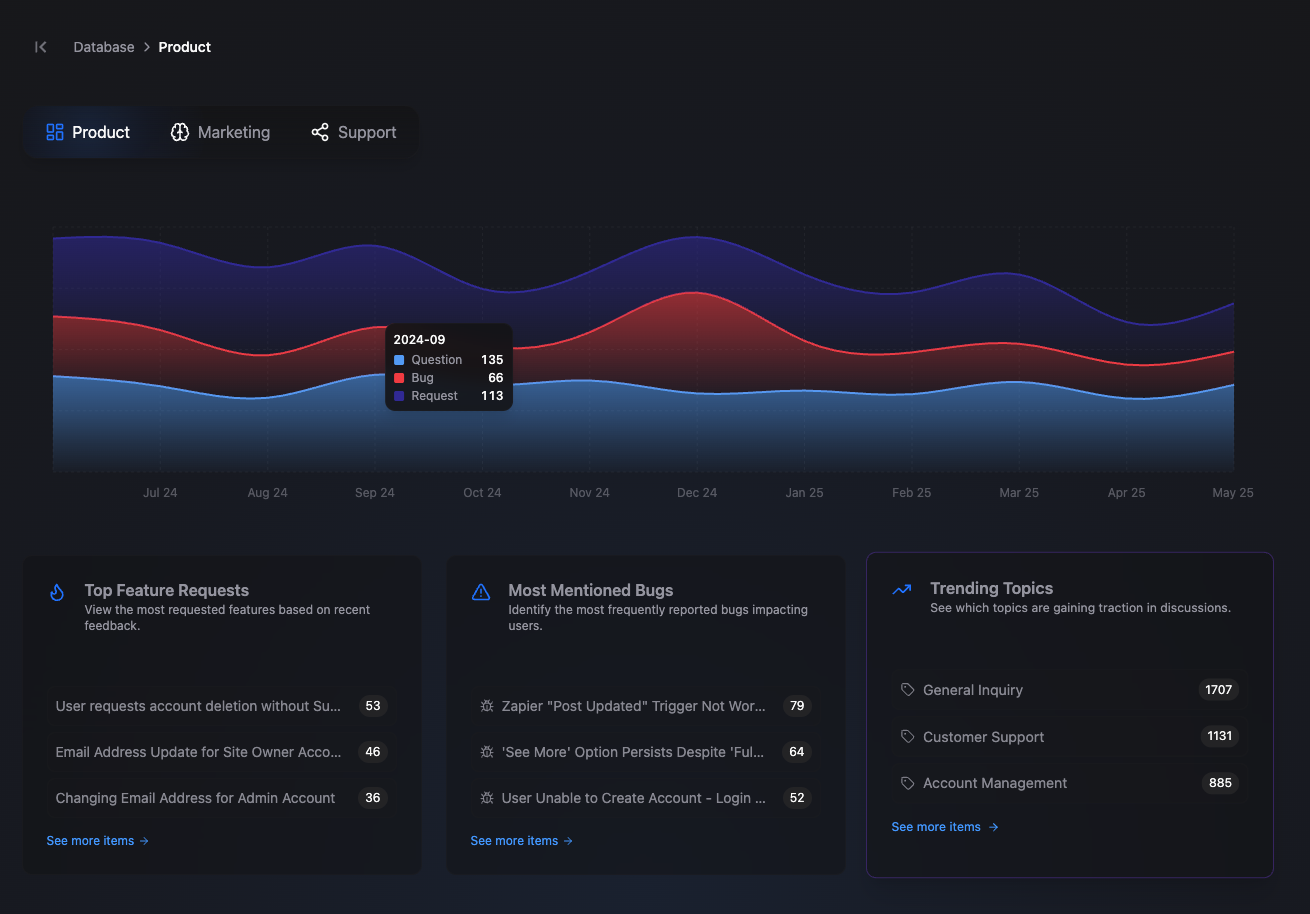 Database > Product
Product Marketing Support
2024-09
Question 135
Bug 66
Request 113
Jul 24 Aug 24 Sep 24 Oct 24 Nov 24 Dec 24 Jan 25 Feb 25 Mar 25 Apr 25 May 25
Top Feature Requests
View the most requested features based on recent
feedback.
User requests account deletion without Su... 53
Email Address Update for Site Owner Acco... 46
Changing Email Address for Admin Account 36
See more items →
Most Mentioned Bugs
Identify the most frequently reported bugs impacting
users.
Zapier "Post Updated" Trigger Not Wor... 79
'See More' Option Persists Despite 'Ful... 64
User Unable to Create Account - Login ... 52
See more items →
Trending Topics
See which topics are gaining traction in discussions.
General Inquiry 1707
Customer Support 1131
Account Management 885
See more items →